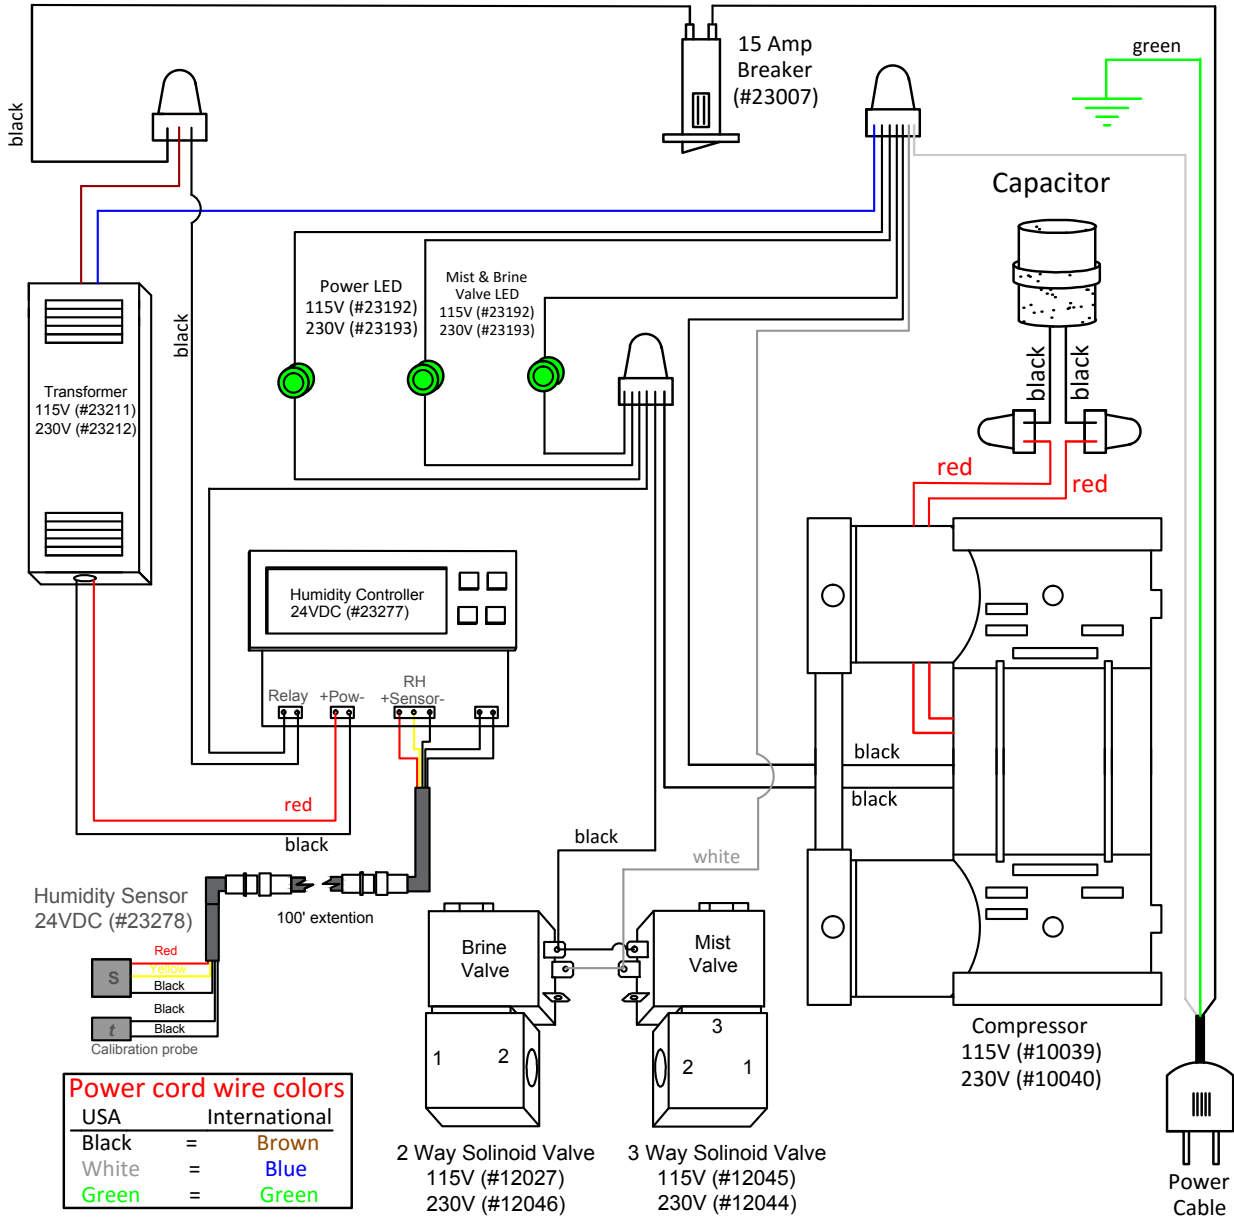 15 Amp
Breaker
(#23007)
green
black
Capacitor
Power LED
115V (#23192)
230V (#23193)
Mist & Brine
Valve LED
115V (#23192)
230V (#23193)
black
black
black
Transformer
115V (#23211)
230V (#23212)
red
red
Humidity Controller
24VDC (#23277)
Relay
+Pow-
RH
+Sensor-
black
black
red
black
black
white
Humidity Sensor
24VDC (#23278)
100' extention
Red
Yellow
Black
S
Black
Black
t
Calibration probe
Brine
Valve
Mist
Valve
1
2
3
2
1
Compressor
115V (#10039)
230V (#10040)
Power cord wire colors
USA International
Black = Brown
White = Blue
Green = Green
2 Way Solinoid Valve
115V (#12027)
230V (#12046)
3 Way Solinoid Valve
115V (#12045)
230V (#12044)
Power
Cable